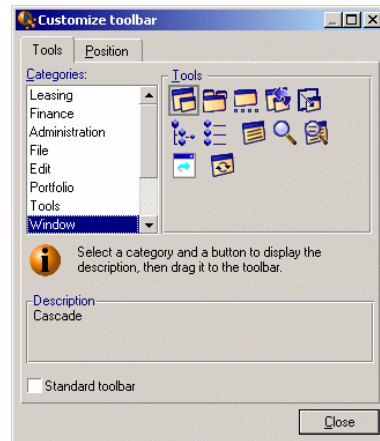 Customize toolbar
Tools
Position
Categories:
Tools
Leasing
Finance
Administration
File
Edit
Portfolio
Tools
Window
Select a category and a button to display the
description, then drag it to the toolbar.
Description
Cascade
Standard toolbar
Close